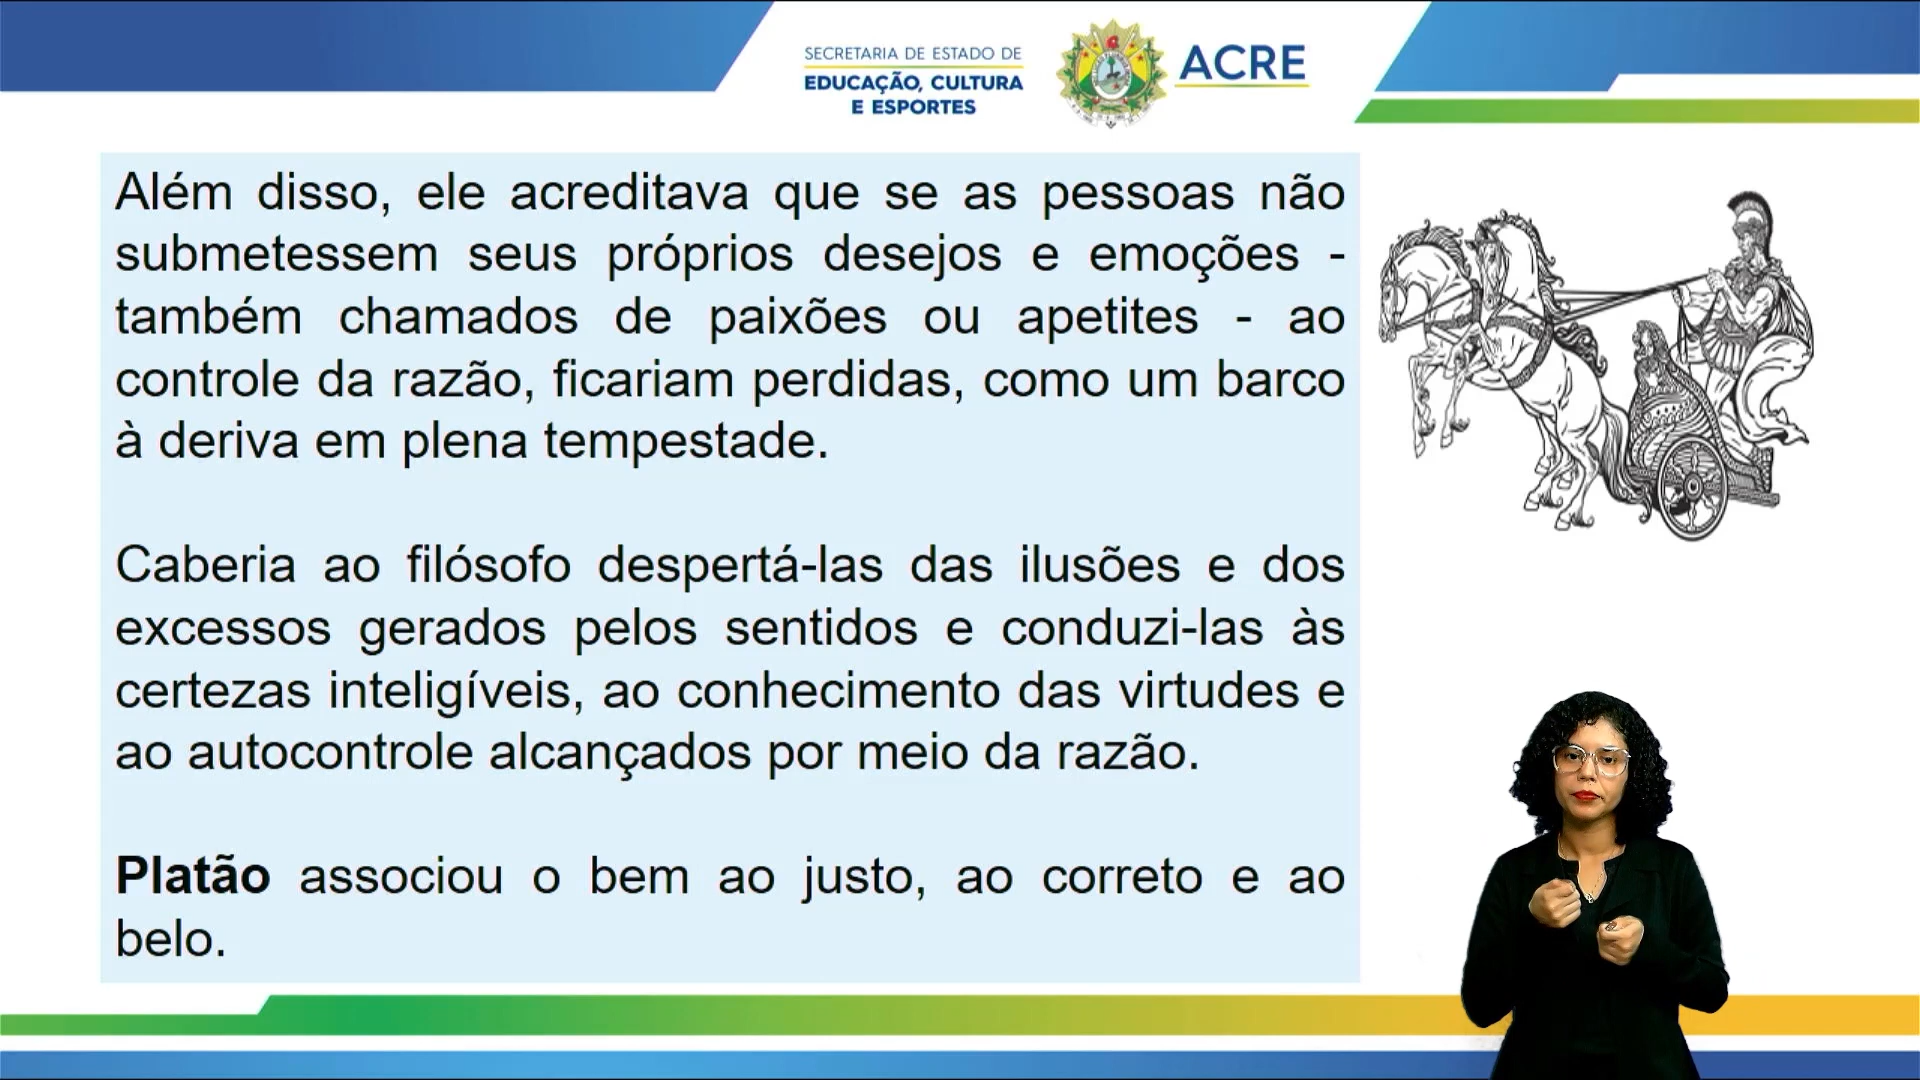 SECRETARIA DE ESTADO DE
EDUCAÇÃO, CULTURA
E ESPORTES
ACRE
Além disso, ele acreditava que se as pessoas não
submetessem seus próprios desejos e emoções -
também chamados de paixões ou apetites - ao
controle da razão, ficariam perdidas, como um barco
à deriva em plena tempestade.
Caberia ao filósofo despertá-las das ilusões e dos
excessos gerados pelos sentidos e conduzi-las às
certezas inteligíveis, ao conhecimento das virtudes e
ao autocontrole alcançados por meio da razão.
Platão associou o bem ao justo, ao correto e ao
belo.